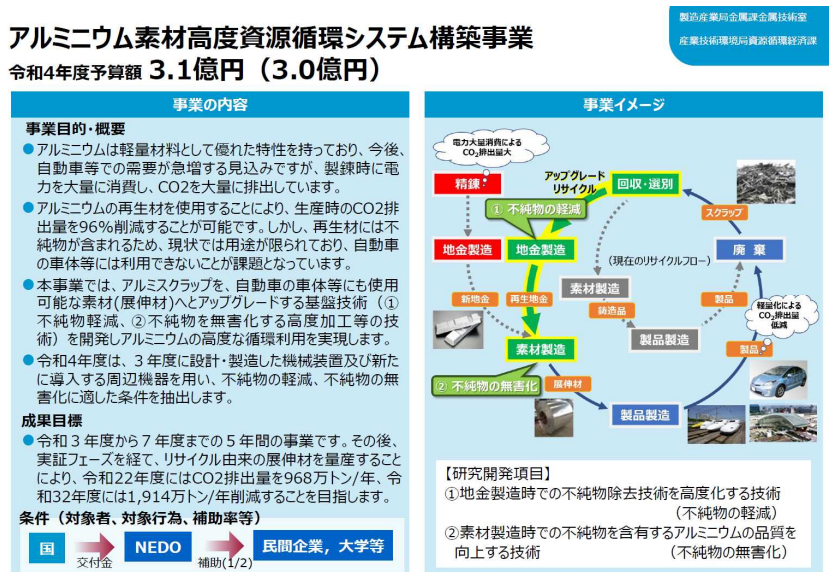 製造産業局金属課金属技術室
産業技術環境局資源循環経済課
アルミニウム素材高度資源循環システム構築事業
令和4年度予算額 3.1億円（3.0億円）
事業の内容
事業目的・概要
●アルミニウムは軽量材料として優れた特性を持っており、今後、
自動車等での需要が急増する見込みですが、製錬時に電
力を大量に消費し、CO2を大量に排出しています。
●アルミニウムの再生材を使用することにより、生産時のCO2排
出量を96%削減することが可能です。しかし、再生材には不
純物が含まれるため、現状では用途が限られており、自動車
の車体等には利用できないことが課題となっています。
●本事業では、アルミスクラップを、自動車の車体等にも使用
可能な素材(展伸材)へとアップグレードする基盤技術（①
不純物軽減、②不純物を無害化する高度加工等の技
術）を開発しアルミニウムの高度な循環利用を実現します。
●令和4年度は、３年度に設計・製造した機械装置及び新た
に導入する周辺機器を用い、不純物の軽減、不純物の無
害化に適した条件を抽出します。
成果目標
●令和３年度から７年度までの５年間の事業です。その後、
実証フェーズを経て、リサイクル由来の展伸材を量産すること
により、令和22年度にはCO2排出量を968万トン/年、令
和32年度には1,914万トン/年削減することを目指します。
条件（対象者、対象行為、補助率等）
国
交付金
NEDO
補助(1/2)
民間企業，大学等
事業イメージ
電力大量消費による
CO2排出量大
精錬
アップグレード
リサイクル
回収・選別
① 不純物の軽減
スクラップ
地金製造
地金製造
（現在のリサイクルフロー）
廃 棄
新地金
再生地金
素材製造
鋳造品
製品
軽量化による
CO2排出量
低減
製品製造
素材製造
製品
② 不純物の無害化
展伸材
製品製造
【研究開発項目】
①地金製造時での不純物除去技術を高度化する技術
（不純物の軽減）
②素材製造時での不純物を含有するアルミニウムの品質を
向上する技術 （不純物の無害化）